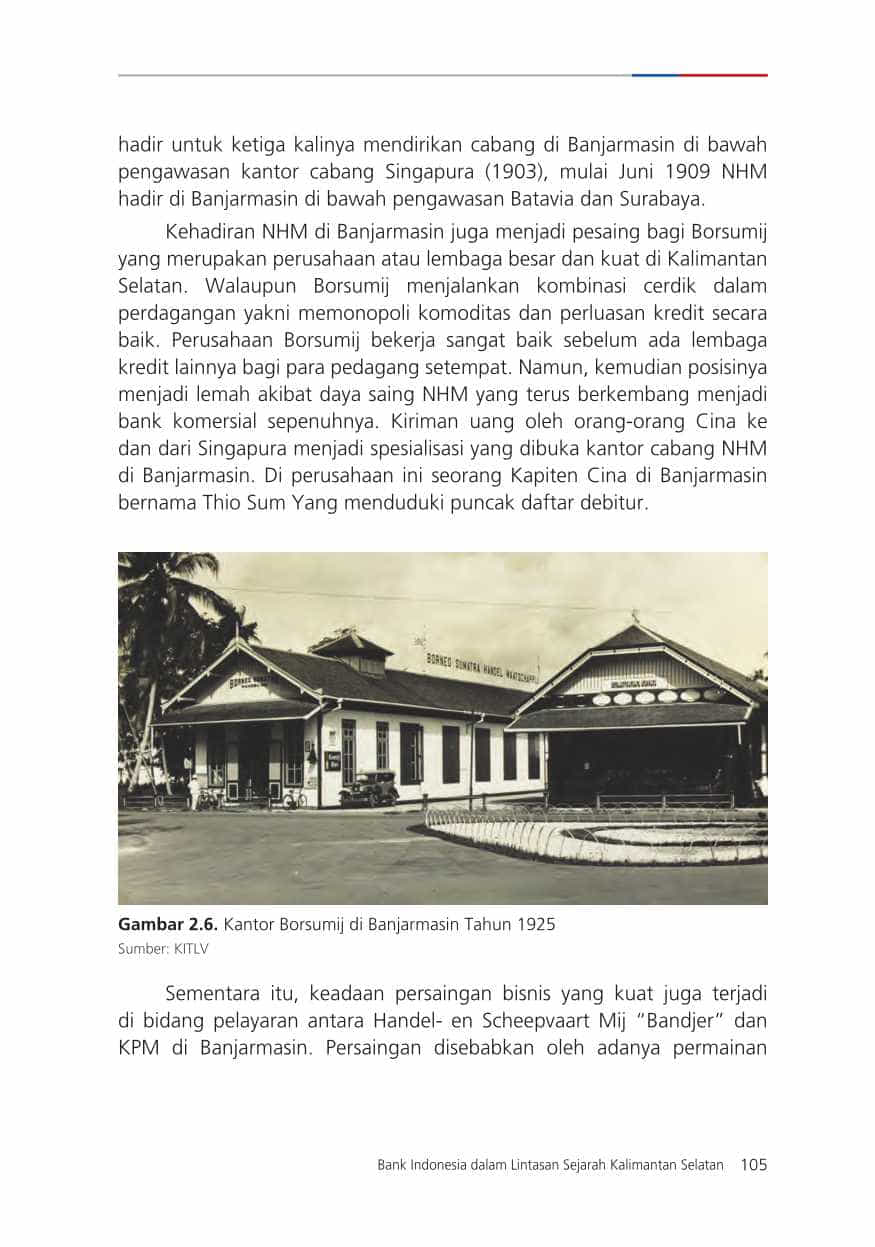 hadir untuk ketiga kalinya mendirikan cabang di Banjarmasin di bawah
pengawasan kantor cabang Singapura (1903), mulai Juni 1909 NHM
hadir di Banjarmasin di bawah pengawasan Batavia dan Surabaya.
Kehadiran NHM di Banjarmasin juga menjadi pesaing bagi Borsumij
yang merupakan perusahaan atau lembaga besar dan kuat di Kalimantan
Selatan. Walaupun Borsumij menjalankan kombinasi cerdik dalam
perdagangan yakni memonopoli komoditas dan perluasan kredit secara
baik. Perusahaan Borsumij bekerja sangat baik sebelum ada lembaga
kredit lainnya bagi para pedagang setempat. Namun, kemudian posisinya
menjadi lemah akibat daya saing NHM yang terus berkembang menjadi
bank komersial sepenuhnya. Kiriman uang oleh orang-orang Cina ke
dan dari Singapura menjadi spesialisasi yang dibuka kantor cabang NHM
di Banjarmasin. Di perusahaan ini seorang Kapiten Cina di Banjarmasin
bernama Thio Sum Yang menduduki puncak daftar debitur.
BORNEO SUMATRA HANDEL MAATSCHAPPIJ
BORNEO SUMATRA
Gambar 2.6. Kantor Borsumij di Banjarmasin Tahun 1925
Sumber: KITLV
Sementara itu, keadaan persaingan bisnis yang kuat juga terjadi
di bidang pelayaran antara Handel- en Scheepvaart Mij “Bandjer” dan
KPM di Banjarmasin. Persaingan disebabkan oleh adanya permainan
Bank Indonesia dalam Lintasan Sejarah Kalimantan Selatan 105